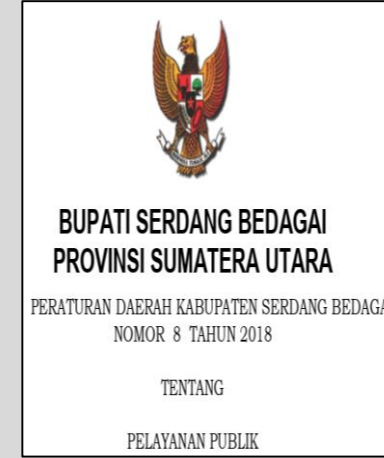 BUPATI SERDANG BEDAGAI
PROVINSI SUMATERA UTARA
PERATURAN DAERAH KABUPATEN SERDANG BEDAGA
NOMOR 8 TAHUN 2018
TENTANG
PELAYANAN PUBLIK